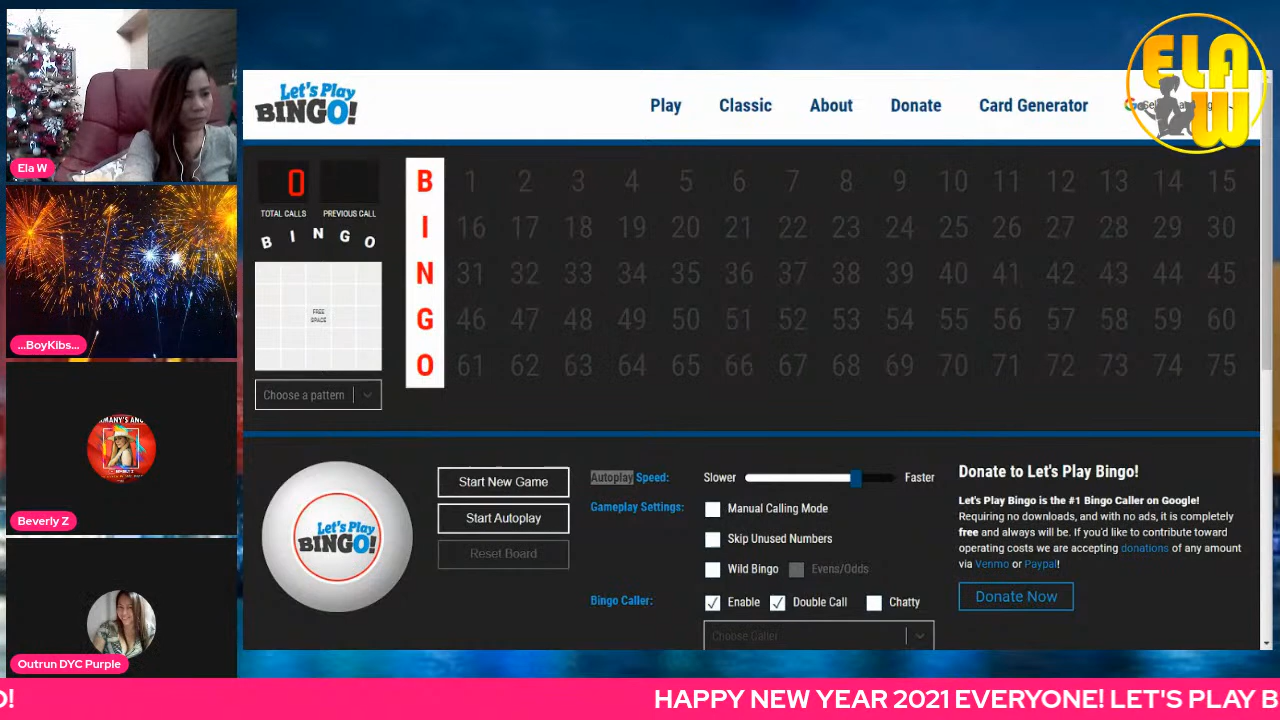 Ela W
...BoyKibs...
MANY'S AN
BEVERLY Z
Beverly Z
Outrun DYC Purple
Let's Play
BINGO!
Play Classic About Donate Card Generator
ELA
W
0
TOTAL CALLS PREVIOUS CALL
B I N G O
FREE
SPACE
Choose a pattern
B 1 2 3 4 5 6 7 8 9 10 11 12 13 14 15
I 16 17 18 19 20 21 22 23 24 25 26 27 28 29 30
N 31 32 33 34 35 36 37 38 39 40 41 42 43 44 45
G 46 47 48 49 50 51 52 53 54 55 56 57 58 59 60
O 61 62 63 64 65 66 67 68 69 70 71 72 73 74 75
Let's Play
BINGO!
Start New Game
Start Autoplay
Reset Board
Autoplay Speed: Slower Faster
Gameplay Settings: Manual Calling Mode
Skip Unused Numbers
Wild Bingo Evens/Odds
Bingo Caller: Enable Double Call Chatty
Choose Caller
Donate to Let's Play Bingo!
Let's Play Bingo is the #1 Bingo Caller on Google!
Requiring no downloads, and with no ads, it is completely
free and always will be. If you'd like to contribute toward
operating costs we are accepting donations of any amount
via Venmo or Paypal!
Donate Now
O! HAPPY NEW YEAR 2021 EVERYONE! LET'S PLAY B